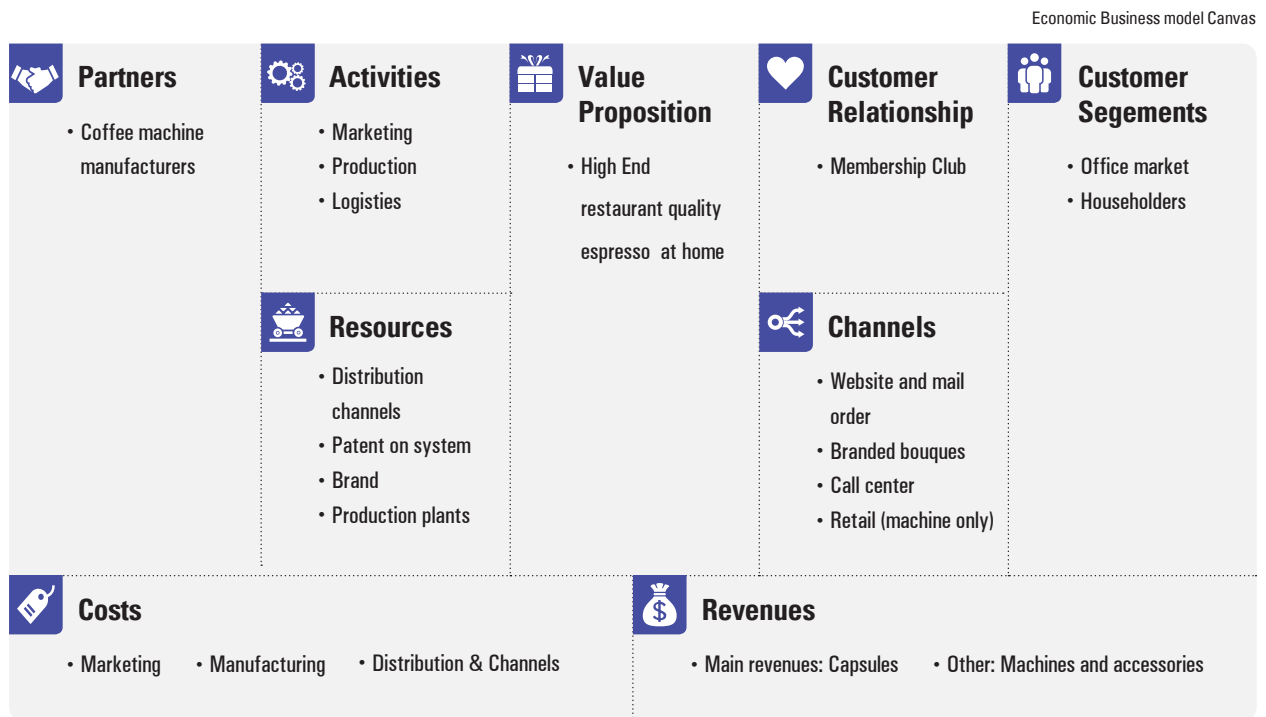 Economic Business model Canvas
Partners
• Coffee machine
manufacturers
Activities
• Marketing
• Production
• Logisties
Resources
• Distribution
channels
• Patent on system
• Brand
• Production plants
Value
Proposition
• High End
restaurant quality
espresso at home
Customer
Relationship
• Membership Club
Channels
• Website and mail
order
• Branded bouques
• Call center
• Retail (machine only)
Customer
Segements
• Office market
• Householders
Costs
• Marketing • Manufacturing • Distribution & Channels
$
Revenues
• Main revenues: Capsules • Other: Machines and accessories